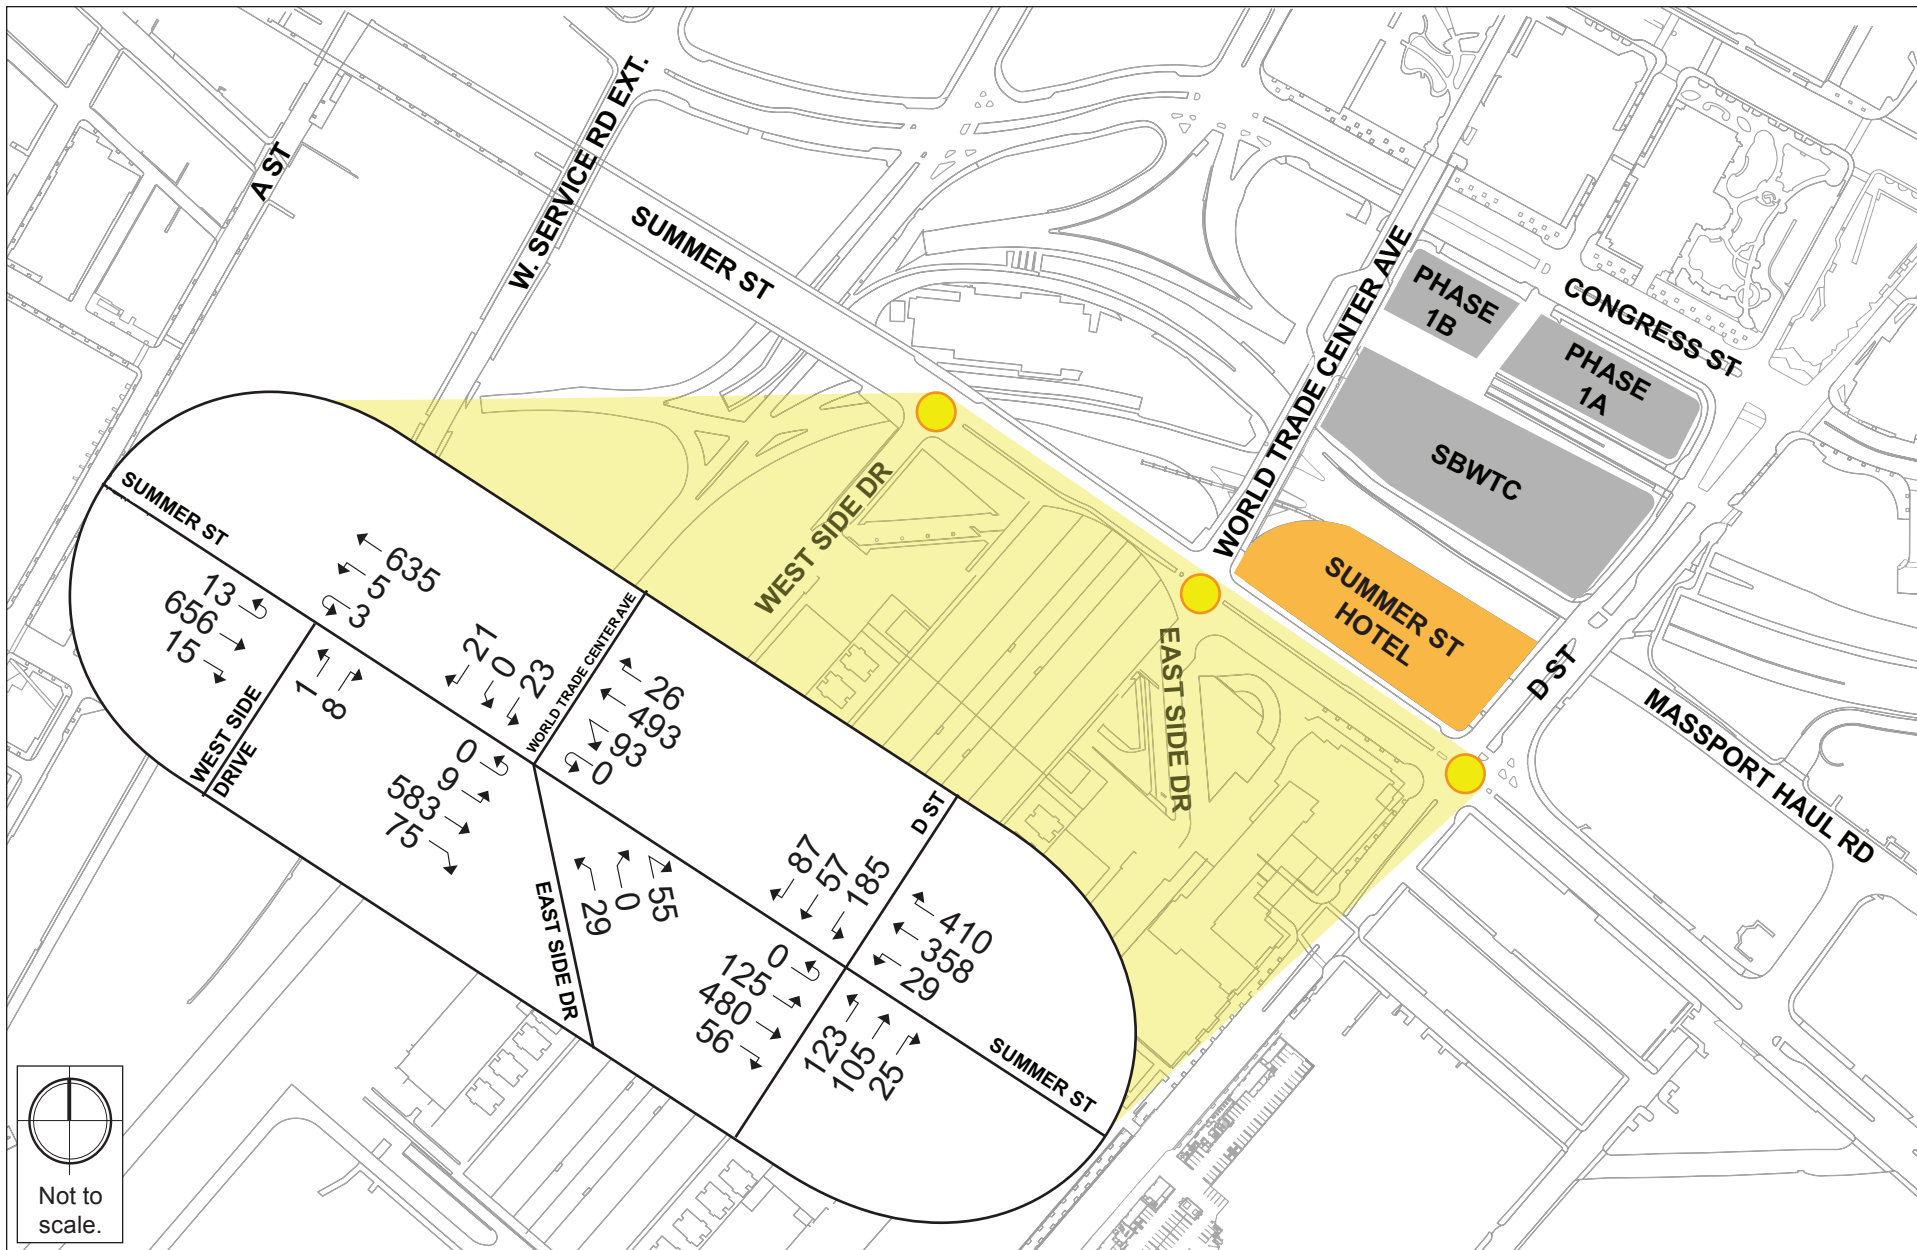 A ST
W. SERVICE RD EXT.
SUMMER ST
WORLD TRADE CENTER AVE
PHASE
1B
CONGRESS ST
PHASE
1A
SBWTC
SUMMER ST
HOTEL
D ST
MASSPORT HAUL RD
WEST SIDE DR
EAST SIDE DR
SUMMER ST
13
656
15
635
5
3
WEST SIDE
DRIVE
1
8
21
0
23
WORLD TRADE CENTER AVE
26
493
93
0
0
9
583
75
EAST SIDE DR
29
0
55
87
57
185
D ST
410
358
29
0
125
480
56
123
105
25
SUMMER ST
Not to
scale.